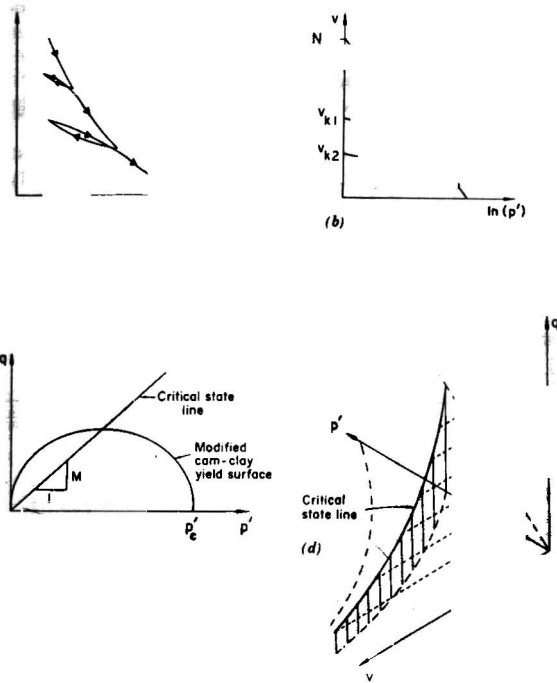 v
N
v_k1
v_k2
ln (p')
(b)
q
Critical state
line
Modified
cam-clay
yield surface
M
1
p'_c
p'
q
p'
Critical
state line
(d)
v